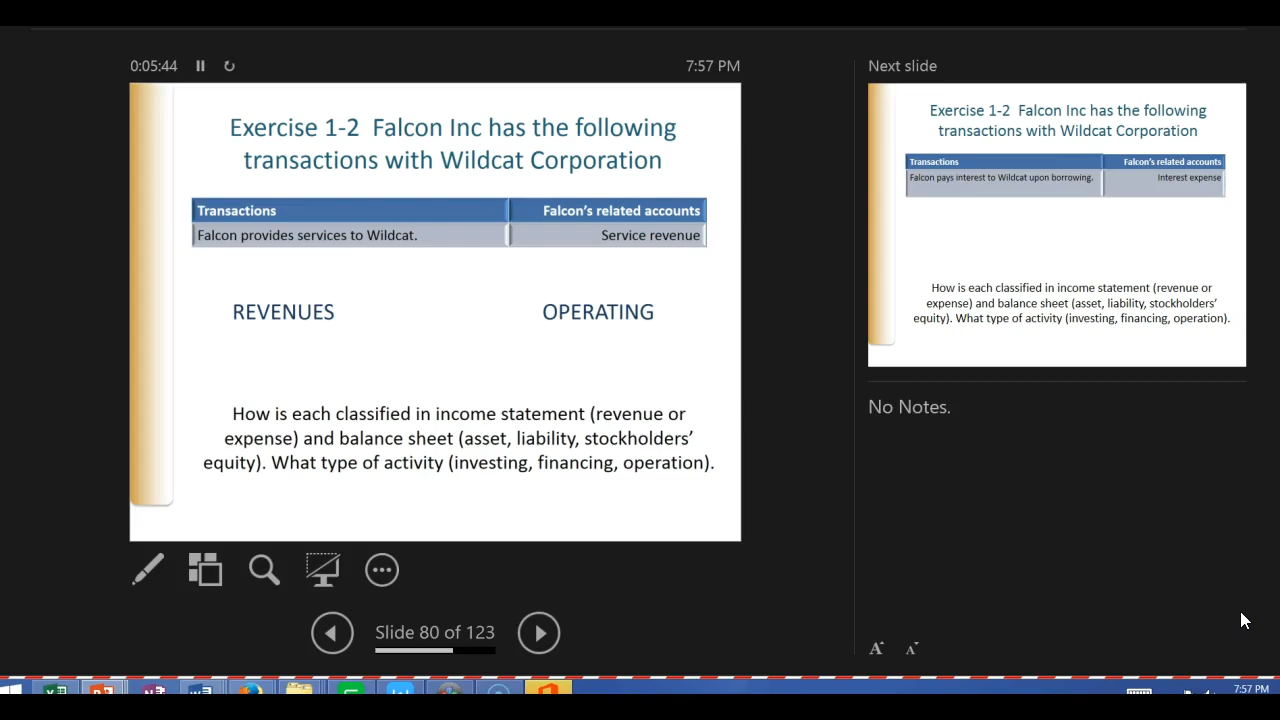 0:05:44
7:57 PM
Exercise 1-2 Falcon Inc has the following
transactions with Wildcat Corporation
Transactions Falcon's related accounts
Falcon provides services to Wildcat. Service revenue
REVENUES OPERATING
How is each classified in income statement (revenue or
expense) and balance sheet (asset, liability, stockholders'
equity). What type of activity (investing, financing, operation).
Slide 80 of 123
Next slide
Exercise 1-2 Falcon Inc has the following
transactions with Wildcat Corporation
Transactions Falcon's related accounts
Falcon pays interest to Wildcat upon borrowing. Interest expense
How is each classified in income statement (revenue or
expense) and balance sheet (asset, liability, stockholders'
equity). What type of activity (investing, financing, operation).
No Notes.
A A
7:57 PM